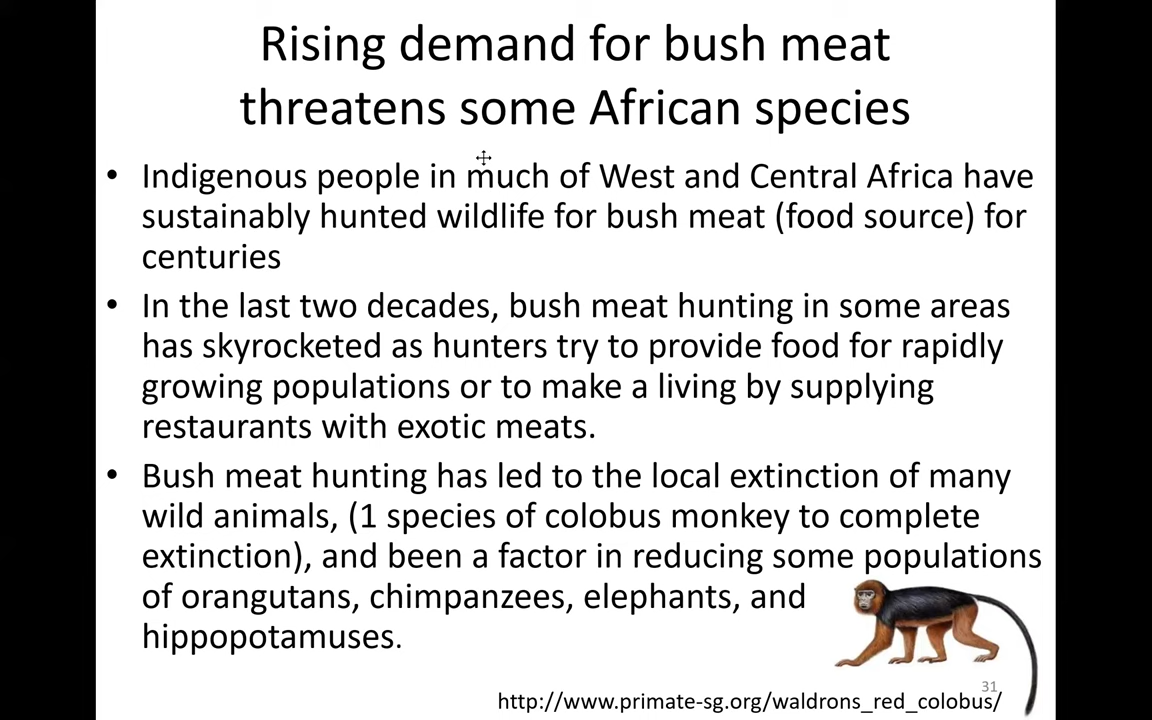 Rising demand for bush meat
threatens some African species
• Indigenous people in much of West and Central Africa have
sustainably hunted wildlife for bush meat (food source) for
centuries
• In the last two decades, bush meat hunting in some areas
has skyrocketed as hunters try to provide food for rapidly
growing populations or to make a living by supplying
restaurants with exotic meats.
• Bush meat hunting has led to the local extinction of many
wild animals, (1 species of colobus monkey to complete
extinction), and been a factor in reducing some populations
of orangutans, chimpanzees, elephants, and
hippopotamuses.
31
http://www.primate-sg.org/waldrons_red_colobus/